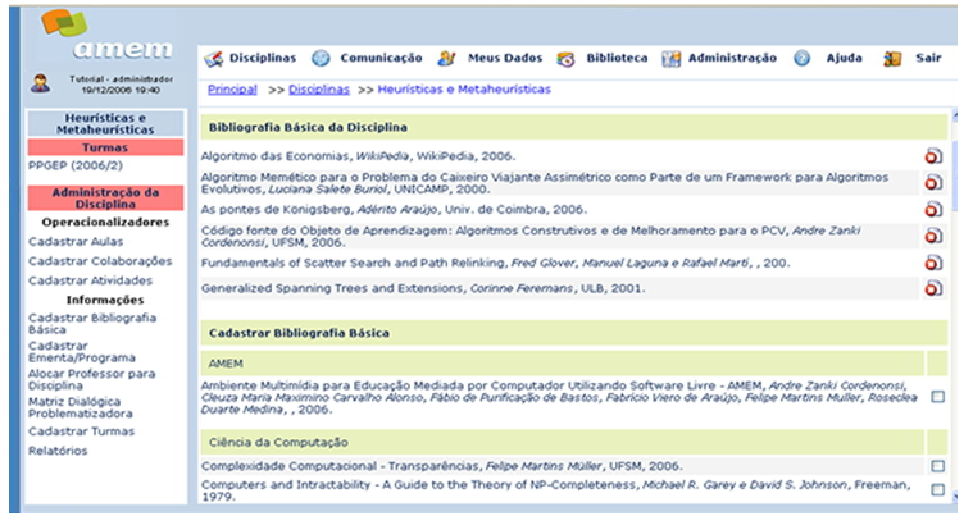 amem
Disciplinas Comunicação Meus Dados Biblioteca Administração Ajuda Sair
Tutorial - administrador
19/12/2006 19:40
Principal >> Disciplinas >> Heurísticas e Metaheurísticas
Heurísticas e
Metaheurísticas
Turmas
PPGEP (2006/2)
Administração da
Disciplina
Operacionalizadores
Cadastrar Aulas
Cadastrar Colaborações
Cadastrar Atividades
Informações
Cadastrar Bibliografia
Básica
Cadastrar
Ementa/Programa
Alocar Professor para
Disciplina
Matriz Dialógica
Problematizadora
Cadastrar Turmas
Relatórios
Bibliografia Básica da Disciplina
Algoritmo das Economias, WikiPedia, WikiPedia, 2006.
Algoritmo Memético para o Problema do Caixeiro Viajante Assimétrico como Parte de um Framework para Algoritmos
Evolutivos, Luciana Salete Buriol, UNICAMP, 2000.
As pontes de Konigsberg, Adérito Araújo, Univ. de Coimbra, 2006.
Código fonte do Objeto de Aprendizagem: Algoritmos Construtivos e de Melhoramento para o PCV, Andre Zanki
Cordenonsi, UFSM, 2006.
Fundamentals of Scatter Search and Path Relinking, Fred Glover, Manuel Laguna e Rafael Martí, , 200.
Generalized Spanning Trees and Extensions, Corinne Feremans, ULB, 2001.
Cadastrar Bibliografia Básica
AMEM
Ambiente Multimídia para Educação Mediada por Computador Utilizando Software Livre - AMEM, Andre Zanki Cordenonsi,
Cleuza Maria Maximino Carvalho Alonso, Fábio de Purificação de Bastos, Fabrício Viero de Araújo, Felipe Martins Muller, Roseclea
Duarte Medina, , 2006.
Ciência da Computação
Complexidade Computacional - Transparências, Felipe Martins Müller, UFSM, 2006.
Computers and Intractability - A Guide to the Theory of NP-Completeness, Michael R. Garey e David S. Johnson, Freeman,
1979.